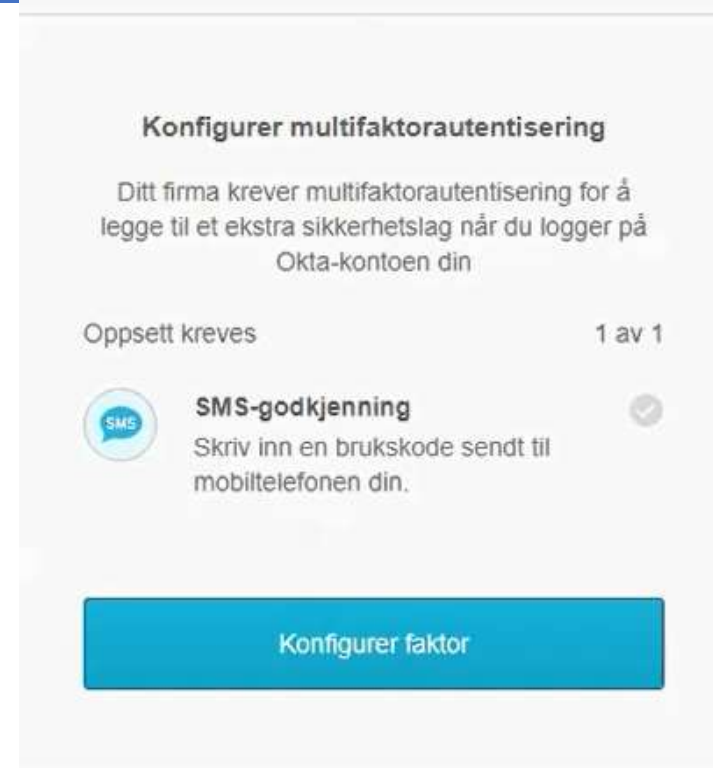 Konfigurer multifaktorautentisering
Ditt firma krever multifaktorautentisering for å
legge til et ekstra sikkerhetslag når du logger på
Okta-kontoen din
Oppsett kreves 1 av 1
SMS
SMS-godkjenning
Skriv inn en brukskode sendt til
mobiltelefonen din.
Konfigurer faktor